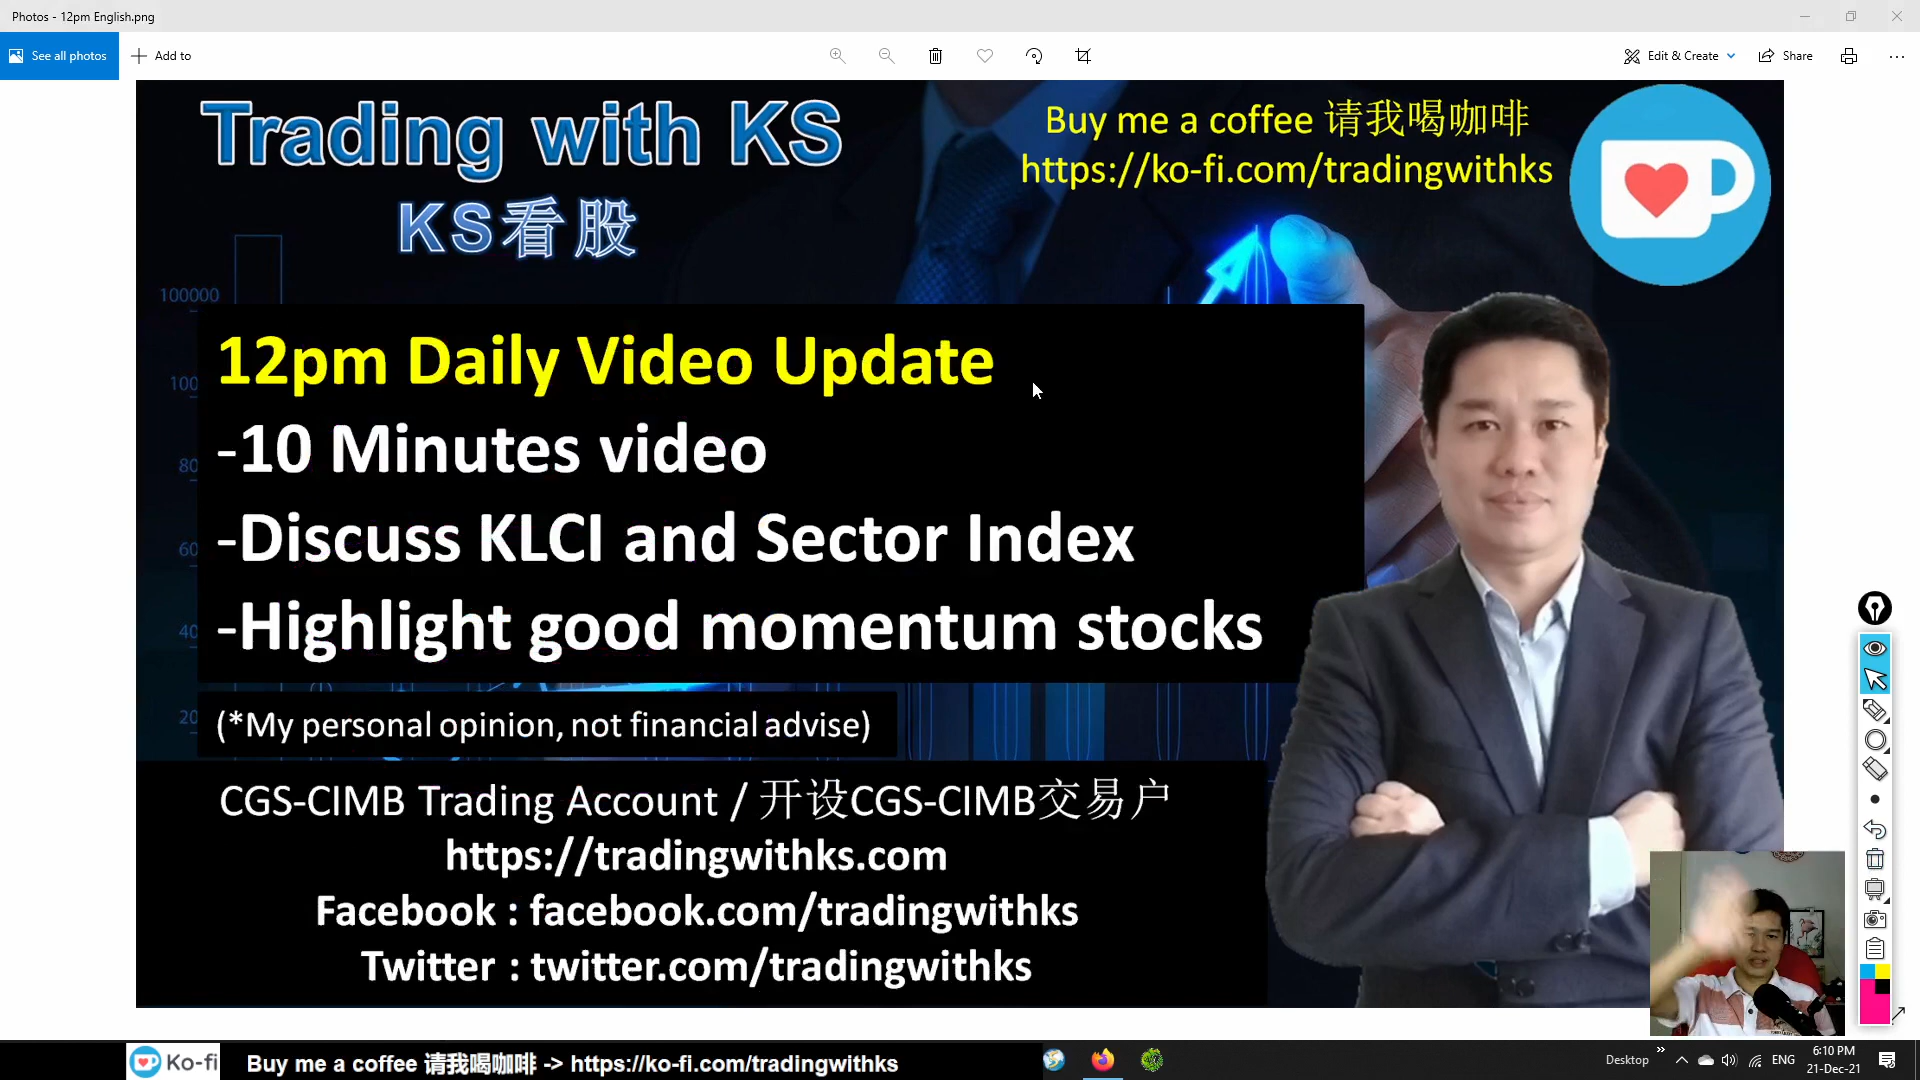 Photos - 12pm English.png
See all photos
Add to
Edit & Create
Share
Trading with KS
KS看股
Buy me a coffee 请我喝咖啡
https://ko-fi.com/tradingwithks
100000
100
80
60
40
20
12pm Daily Video Update
-10 Minutes video
-Discuss KLCI and Sector Index
-Highlight good momentum stocks
(*My personal opinion, not financial advise)
CGS-CIMB Trading Account / 开设CGS-CIMB交易户
https://tradingwithks.com
Facebook : facebook.com/tradingwithks
Twitter : twitter.com/tradingwithks
Ko-fi
Buy me a coffee 请我喝咖啡 -> https://ko-fi.com/tradingwithks
Desktop
ENG
6:10 PM
21-Dec-21